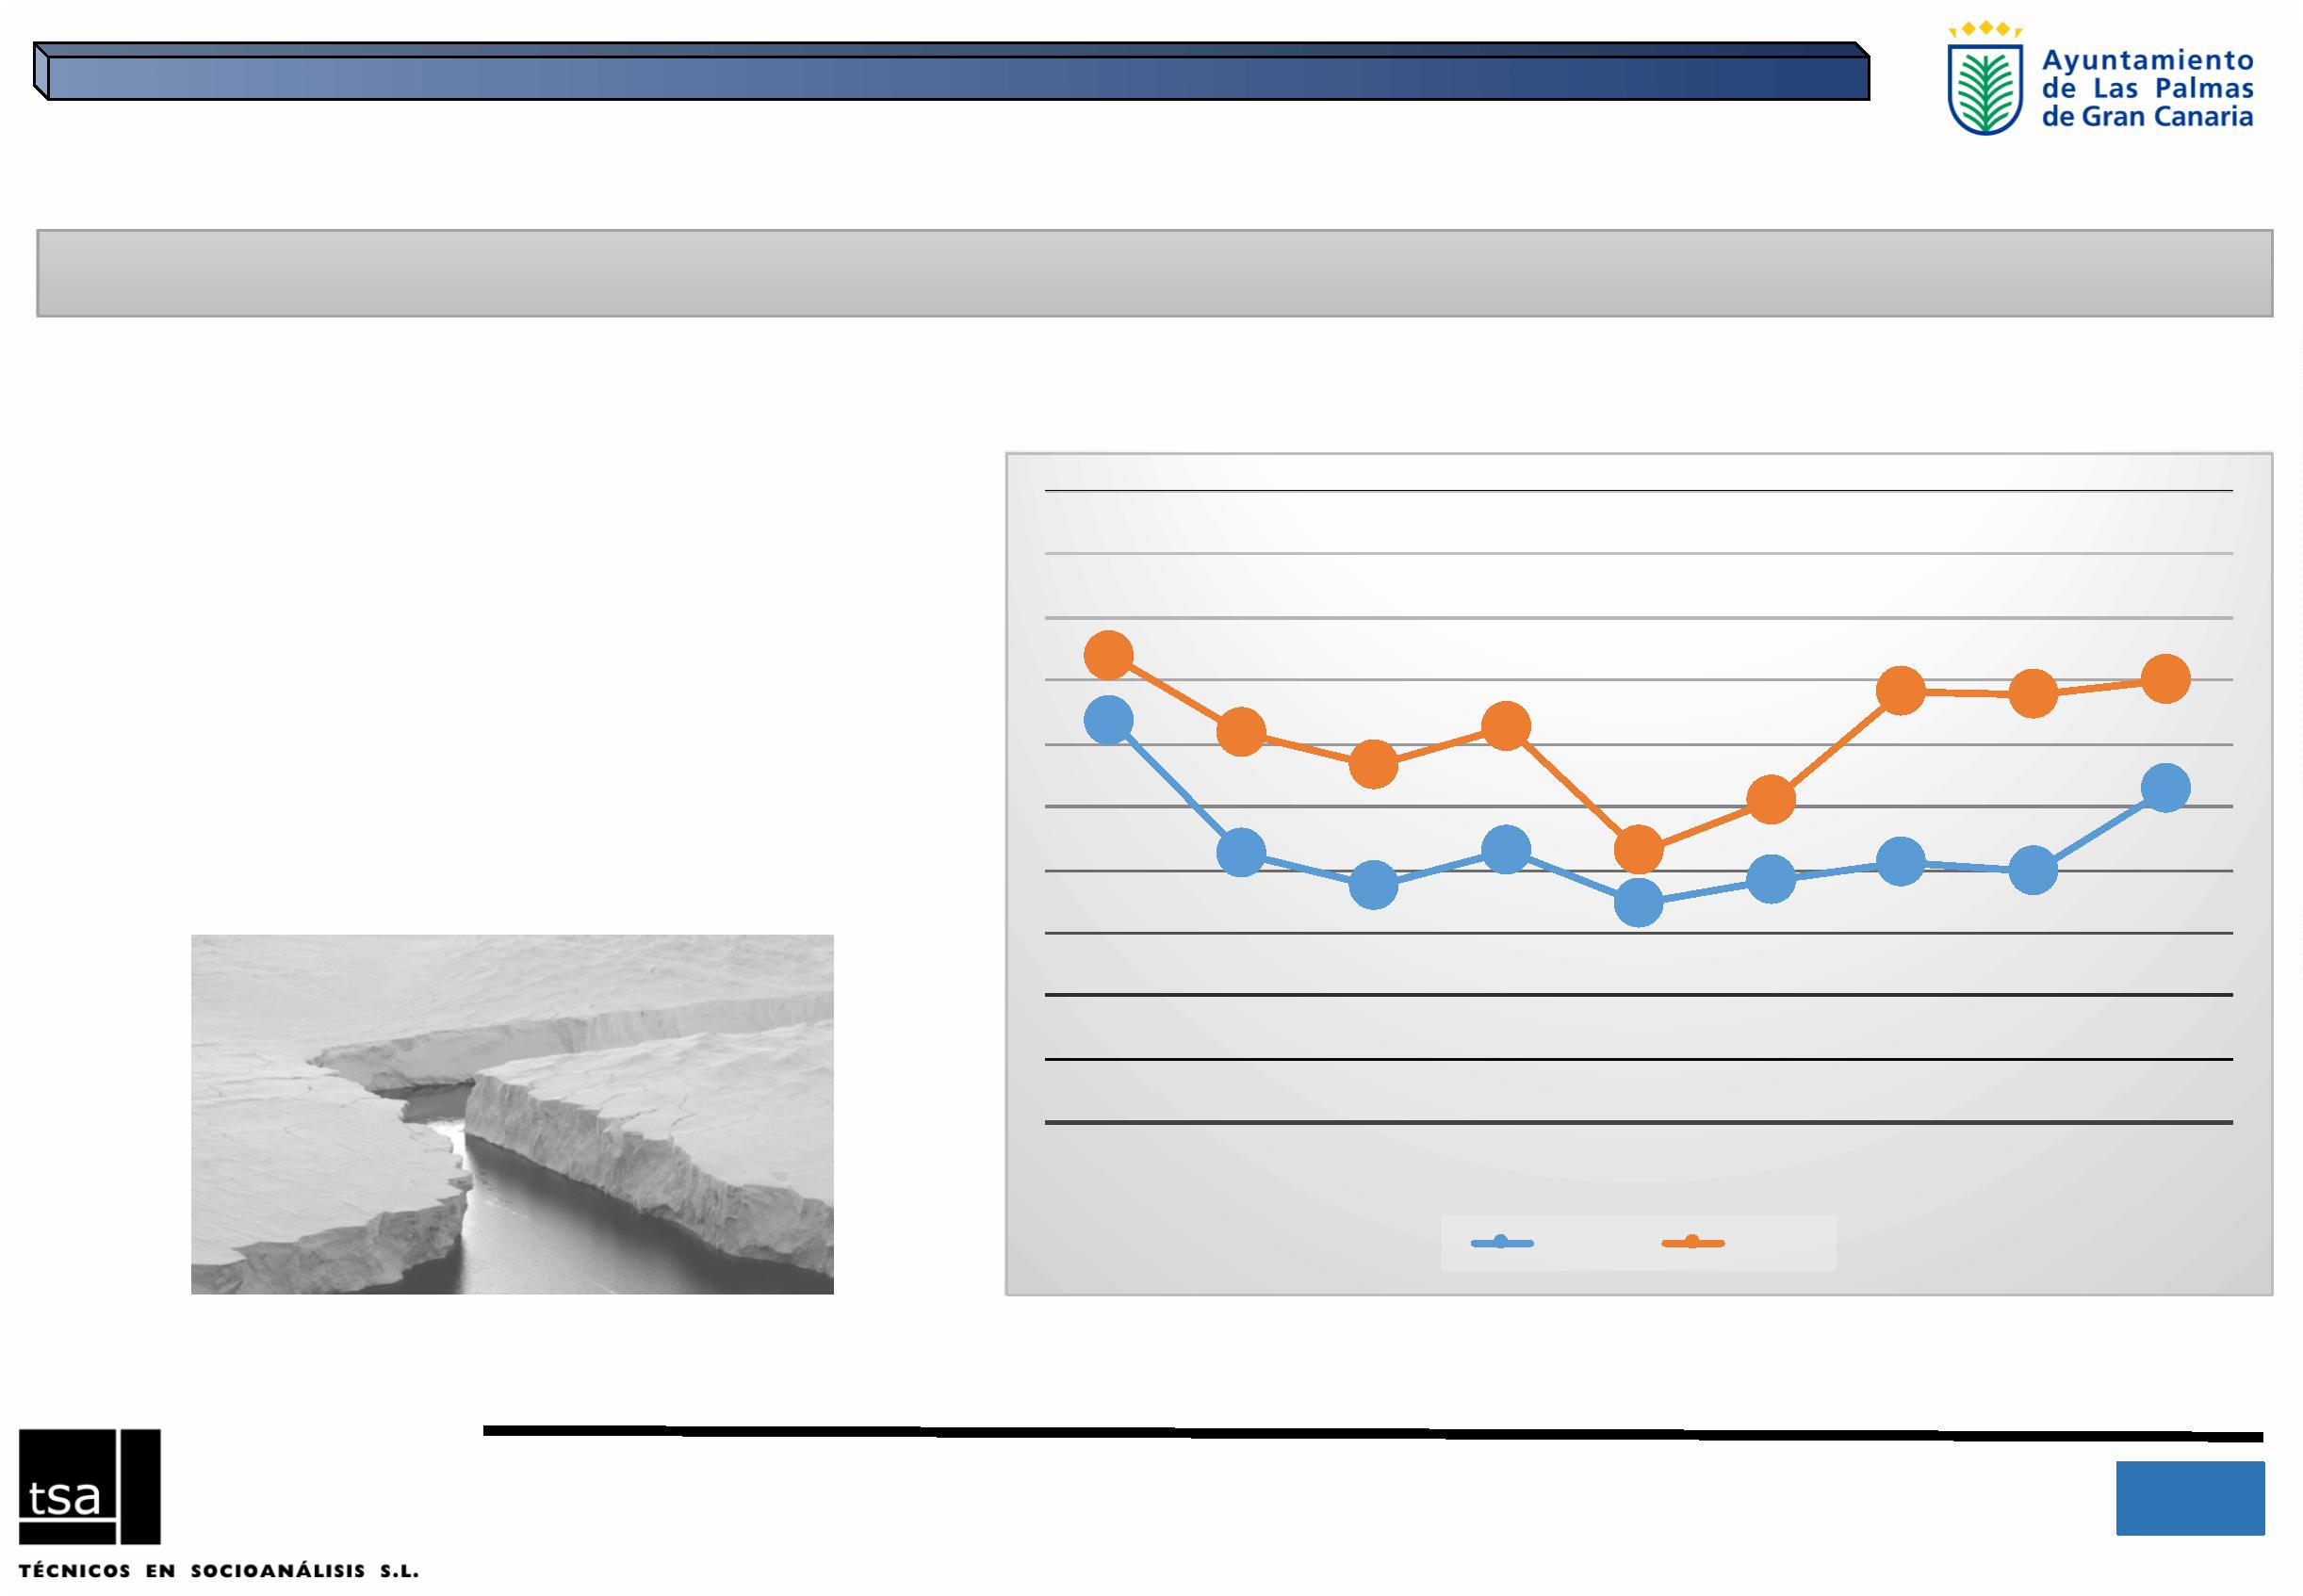 Ayuntamiento
de Las Palmas
de Gran Canaria
tsa
TÉCNICOS EN SOCIOANÁLISIS S.L.